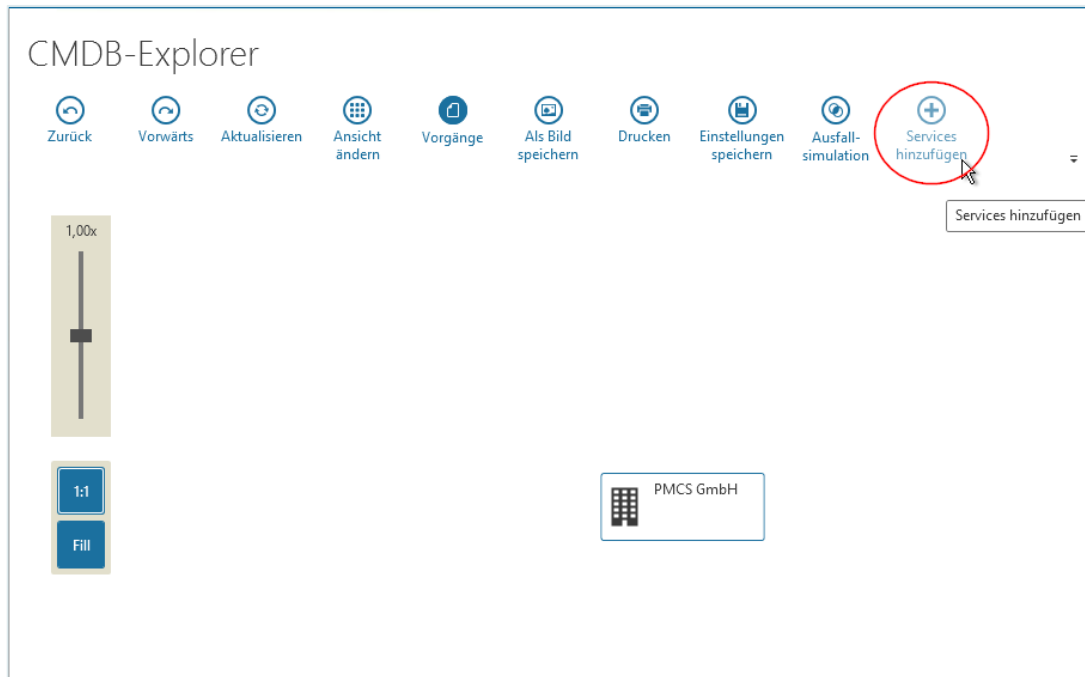 CMDB-Explorer
Zurück
Vorwärts
Aktualisieren
Ansicht
ändern
Vorgänge
Als Bild
speichern
Drucken
Einstellungen
speichern
Ausfall-
simulation
Services
hinzufügen
Services hinzufügen
1,00x
1:1
Fill
PMCS GmbH